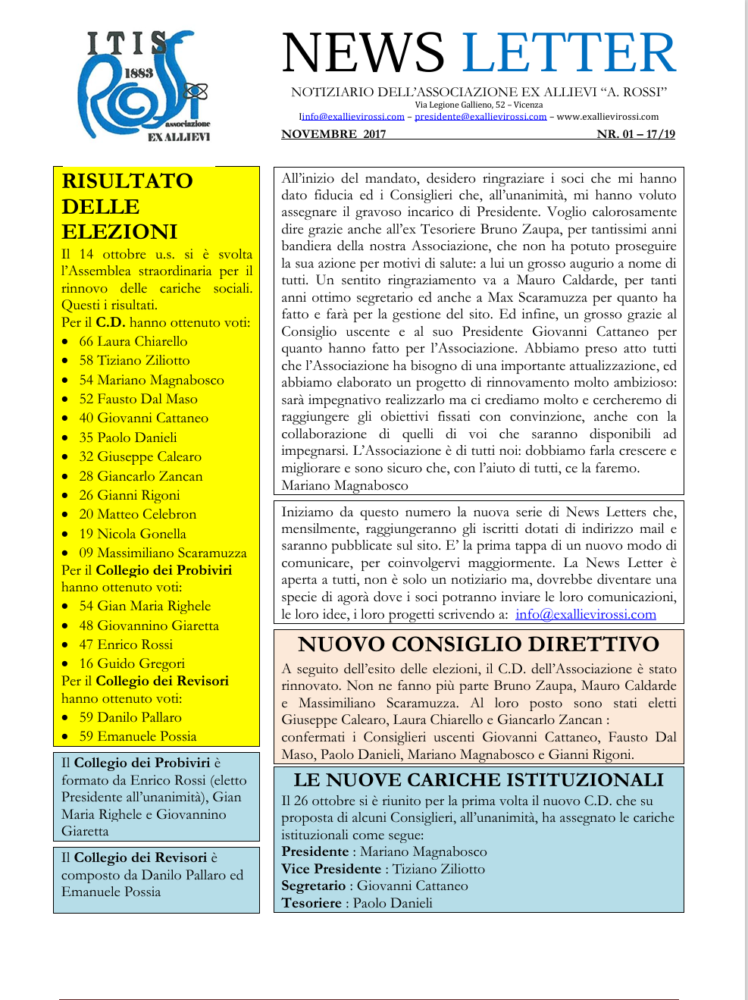 ITIS
Rossi
1883
associazione
EX ALLIEVI
NEWS LETTER
NOTIZIARIO DELL’ASSOCIAZIONE EX ALLIEVI “A. ROSSI”
Via Legione Gallieno, 52 – Vicenza
Iinfo@exallievirossi.com – presidente@exallievirossi.com – www.exallievirossi.com
NOVEMBRE 2017 NR. 01 – 17/19
RISULTATO
DELLE
ELEZIONI
Il 14 ottobre u.s. si è svolta
l’Assemblea straordinaria per il
rinnovo delle cariche sociali.
Questi i risultati.
Per il C.D. hanno ottenuto voti:
• 66 Laura Chiarello
• 58 Tiziano Ziliotto
• 54 Mariano Magnabosco
• 52 Fausto Dal Maso
• 40 Giovanni Cattaneo
• 35 Paolo Danieli
• 32 Giuseppe Calearo
• 28 Giancarlo Zancan
• 26 Gianni Rigoni
• 20 Matteo Celebron
• 19 Nicola Gonella
• 09 Massimiliano Scaramuzza
Per il Collegio dei Probiviri
hanno ottenuto voti:
• 54 Gian Maria Righele
• 48 Giovannino Giaretta
• 47 Enrico Rossi
• 16 Guido Gregori
Per il Collegio dei Revisori
hanno ottenuto voti:
• 59 Danilo Pallaro
• 59 Emanuele Possia
Il Collegio dei Probiviri è
formato da Enrico Rossi (eletto
Presidente all’unanimità), Gian
Maria Righele e Giovannino
Giaretta
Il Collegio dei Revisori è
composto da Danilo Pallaro ed
Emanuele Possia
All’inizio del mandato, desidero ringraziare i soci che mi hanno
dato fiducia ed i Consiglieri che, all’unanimità, mi hanno voluto
assegnare il gravoso incarico di Presidente. Voglio calorosamente
dire grazie anche all’ex Tesoriere Bruno Zaupa, per tantissimi anni
bandiera della nostra Associazione, che non ha potuto proseguire
la sua azione per motivi di salute: a lui un grosso augurio a nome di
tutti. Un sentito ringraziamento va a Mauro Caldarde, per tanti
anni ottimo segretario ed anche a Max Scaramuzza per quanto ha
fatto e farà per la gestione del sito. Ed infine, un grosso grazie al
Consiglio uscente e al suo Presidente Giovanni Cattaneo per
quanto hanno fatto per l’Associazione. Abbiamo preso atto tutti
che l’Associazione ha bisogno di una importante attualizzazione, ed
abbiamo elaborato un progetto di rinnovamento molto ambizioso:
sarà impegnativo realizzarlo ma ci crediamo molto e cercheremo di
raggiungere gli obiettivi fissati con convinzione, anche con la
collaborazione di quelli di voi che saranno disponibili ad
impegnarsi. L’Associazione è di tutti noi: dobbiamo farla crescere e
migliorare e sono sicuro che, con l’aiuto di tutti, ce la faremo.
Mariano Magnabosco
Iniziamo da questo numero la nuova serie di News Letters che,
mensilmente, raggiungeranno gli iscritti dotati di indirizzo mail e
saranno pubblicate sul sito. E’ la prima tappa di un nuovo modo di
comunicare, per coinvolgervi maggiormente. La News Letter è
aperta a tutti, non è solo un notiziario ma, dovrebbe diventare una
specie di agorà dove i soci potranno inviare le loro comunicazioni,
le loro idee, i loro progetti scrivendo a: info@exallievirossi.com
NUOVO CONSIGLIO DIRETTIVO
A seguito dell’esito delle elezioni, il C.D. dell’Associazione è stato
rinnovato. Non ne fanno più parte Bruno Zaupa, Mauro Caldarde
e Massimiliano Scaramuzza. Al loro posto sono stati eletti
Giuseppe Calearo, Laura Chiarello e Giancarlo Zancan :
confermati i Consiglieri uscenti Giovanni Cattaneo, Fausto Dal
Maso, Paolo Danieli, Mariano Magnabosco e Gianni Rigoni.
LE NUOVE CARICHE ISTITUZIONALI
Il 26 ottobre si è riunito per la prima volta il nuovo C.D. che su
proposta di alcuni Consiglieri, all’unanimità, ha assegnato le cariche
istituzionali come segue:
Presidente : Mariano Magnabosco
Vice Presidente : Tiziano Ziliotto
Segretario : Giovanni Cattaneo
Tesoriere : Paolo Danieli